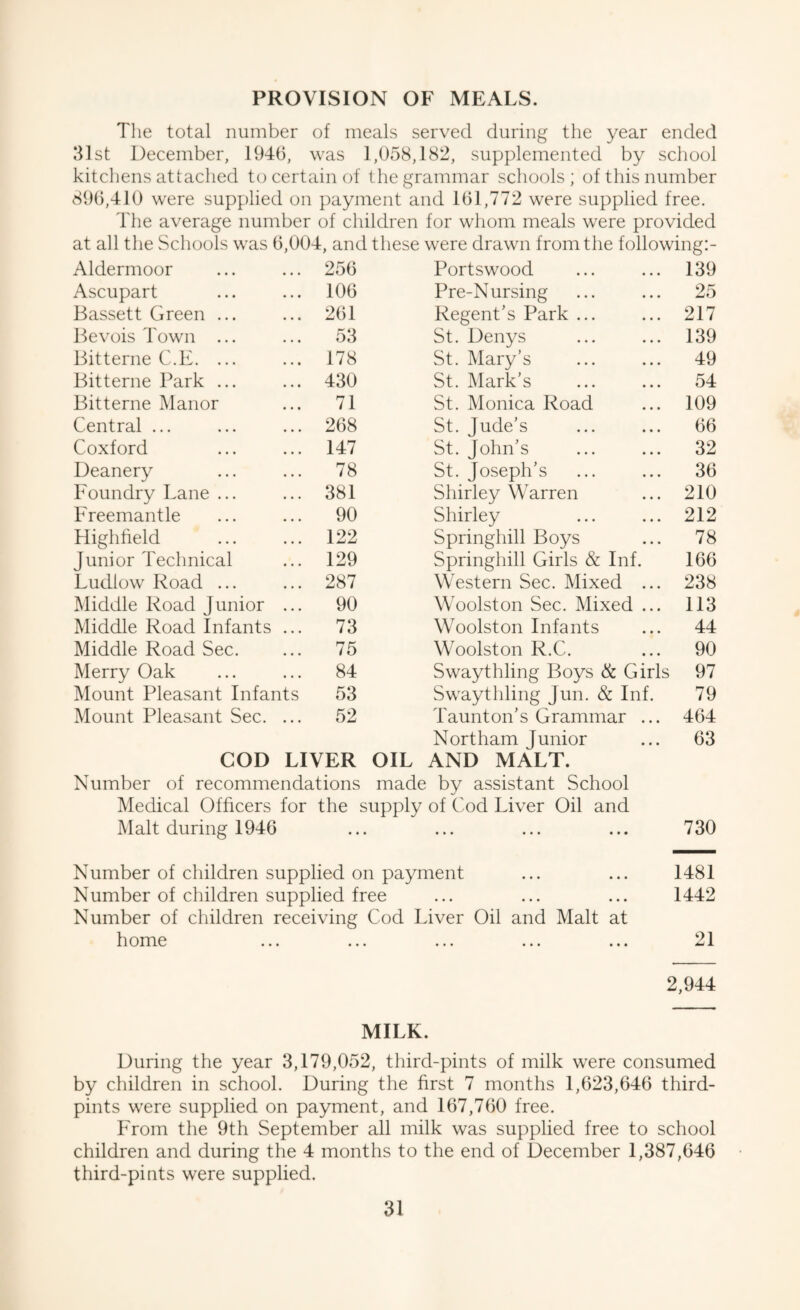 PROVISION OF MEALS.
The total number of meals served during the year ended
31st December, 1946, was 1,058,182, supplemented by school
kitchens attached to certain of the grammar schools; of this number
896,410 were supplied on payment and 161,772 were supplied free.
The average number of children for whom meals were provided
at all the Schools was 6,004, and these were drawn from the following:-
Aldermoor ... ... 256 Portswood ... ... 139
Ascupart ... ... 106 Pre-Nursing ... ... 25
Bassett Green ... ... 261 Regent's Park ... ... 217
Bevois Town ... ... 53 St. Denys ... ... 139
Bitterne C.E. ... ... 178 St. Mary's ... ... 49
Bitterne Park ... ... 430 St. Mark's ... ... 54
Bitterne Manor ... 71 St. Monica Road ... 109
Central ... ... ... 268 St. Jude's ... ... 66
Coxford ... ... 147 St. John's ... ... 32
Deanery ... ... 78 St. Joseph's ... ... 36
Foundry Lane ... ... 381 Shirley Warren ... 210
Freemantle ... ... 90 Shirley ... ... 212
Highfield ... ... 122 Springhill Boys ... 78
Junior Technical ... 129 Springhill Girls & Inf. 166
Ludlow Road ... ... 287 Western Sec. Mixed ... 238
Middle Road Junior ... 90 Woolston Sec. Mixed ... 113
Middle Road Infants ... 73 Woolston Infants ... 44
Middle Road Sec. ... 75 Woolston R.C. ... 90
Merry Oak ... ... 84 Swaythling Boys & Girls 97
Mount Pleasant Infants 53 Swaythling Jun. & Inf. 79
Mount Pleasant Sec. ... 52 Taunton's Grammar ... 464
Northam Junior ... 63
COD LIVER OIL AND MALT.
Number of recommendations made by assistant School
Medical Officers for the supply of Cod Liver Oil and
Malt during 1946 ... ... ... ... 730
Number of children supplied on payment ... ... 1481
Number of children supplied free ... ... ... 1442
Number of children receiving Cod Liver Oil and Malt at
home ... ... ... ... ... 21
2,944
MILK.
During the year 3,179,052, third-pints of milk were consumed
by children in school. During the first 7 months 1,623,646 third-
pints were supplied on payment, and 167,760 free.
From the 9th September all milk was supplied free to school
children and during the 4 months to the end of December 1,387,646
third-pints were supplied.
31